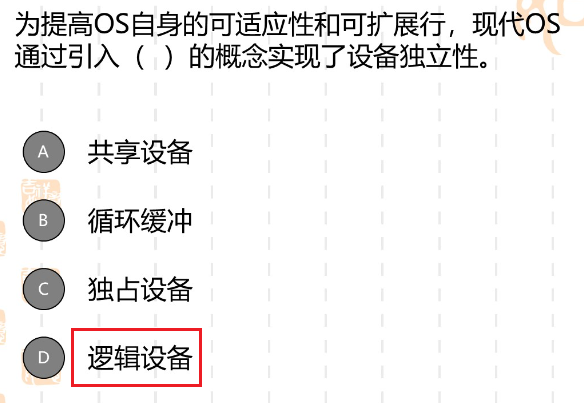 为提高OS自身的可适应性和可扩展行，现代OS
通过引入（ ）的概念实现了设备独立性。
A 共享设备
B 循环缓冲
C 独占设备
D 逻辑设备